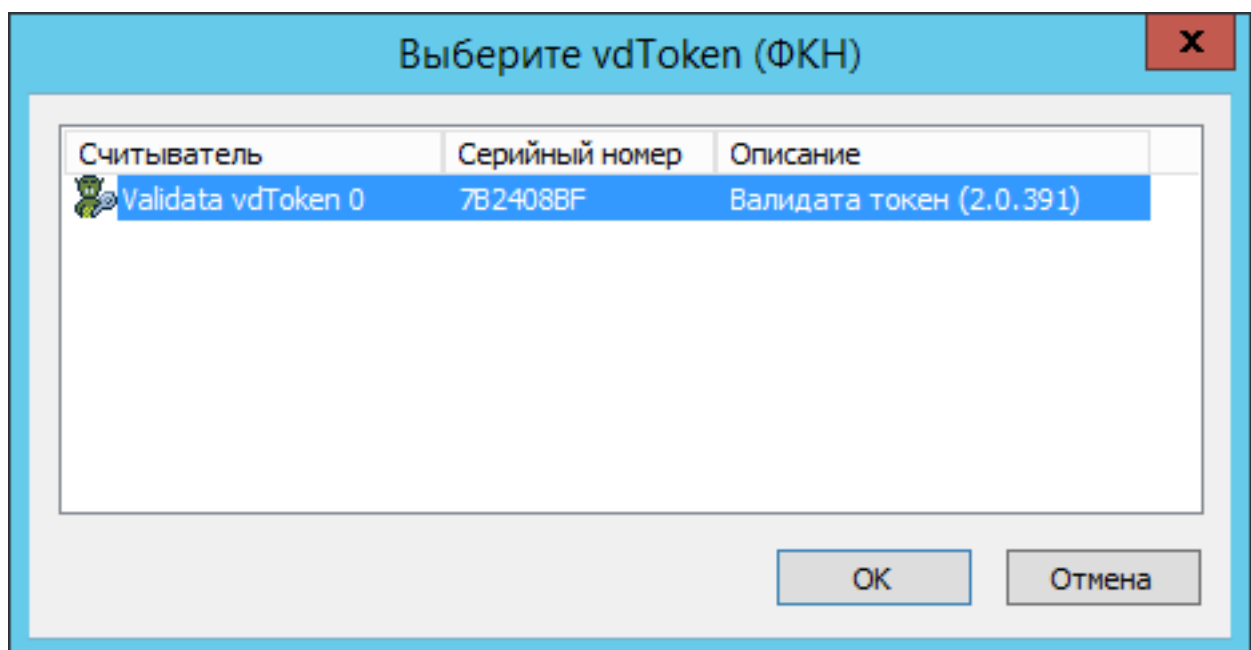 Выберите vdToken (ФКН)
x
Считыватель Серийный номер Описание
Validata vdToken 0 7B2408BF Валидата токен (2.0.391)
OK Отмена